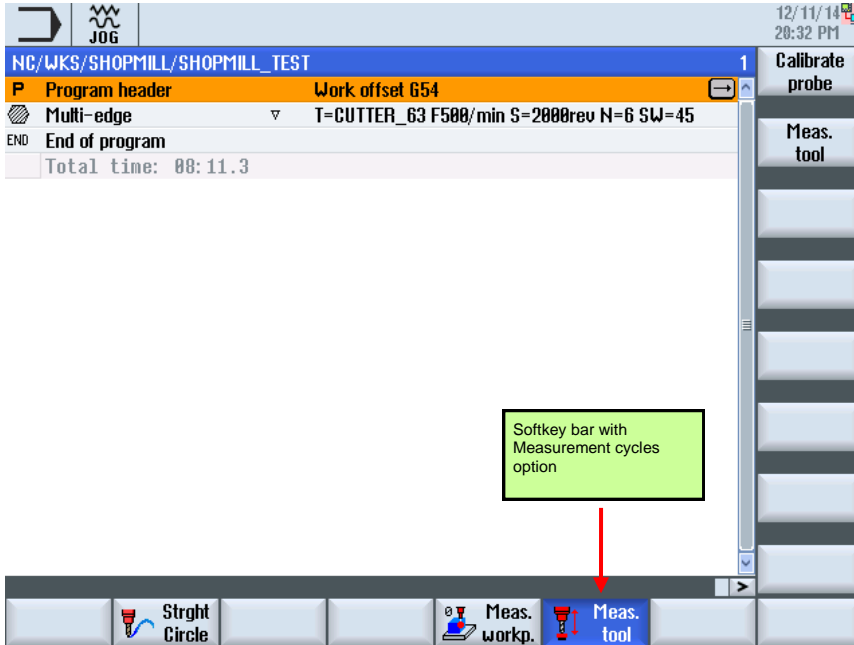 JOG
12/11/14
20:32 PM
NC/WKS/SHOPMILL/SHOPMILL_TEST 1
P Program header Work offset G54
Multi-edge ▿ T=CUTTER_63 F500/min S=2000rev N=6 SW=45
END End of program
Total time: 08:11.3
Calibrate
probe
Meas.
tool
Softkey bar with
Measurement cycles
option
>
Strght
Circle
Meas.
workp.
Meas.
tool